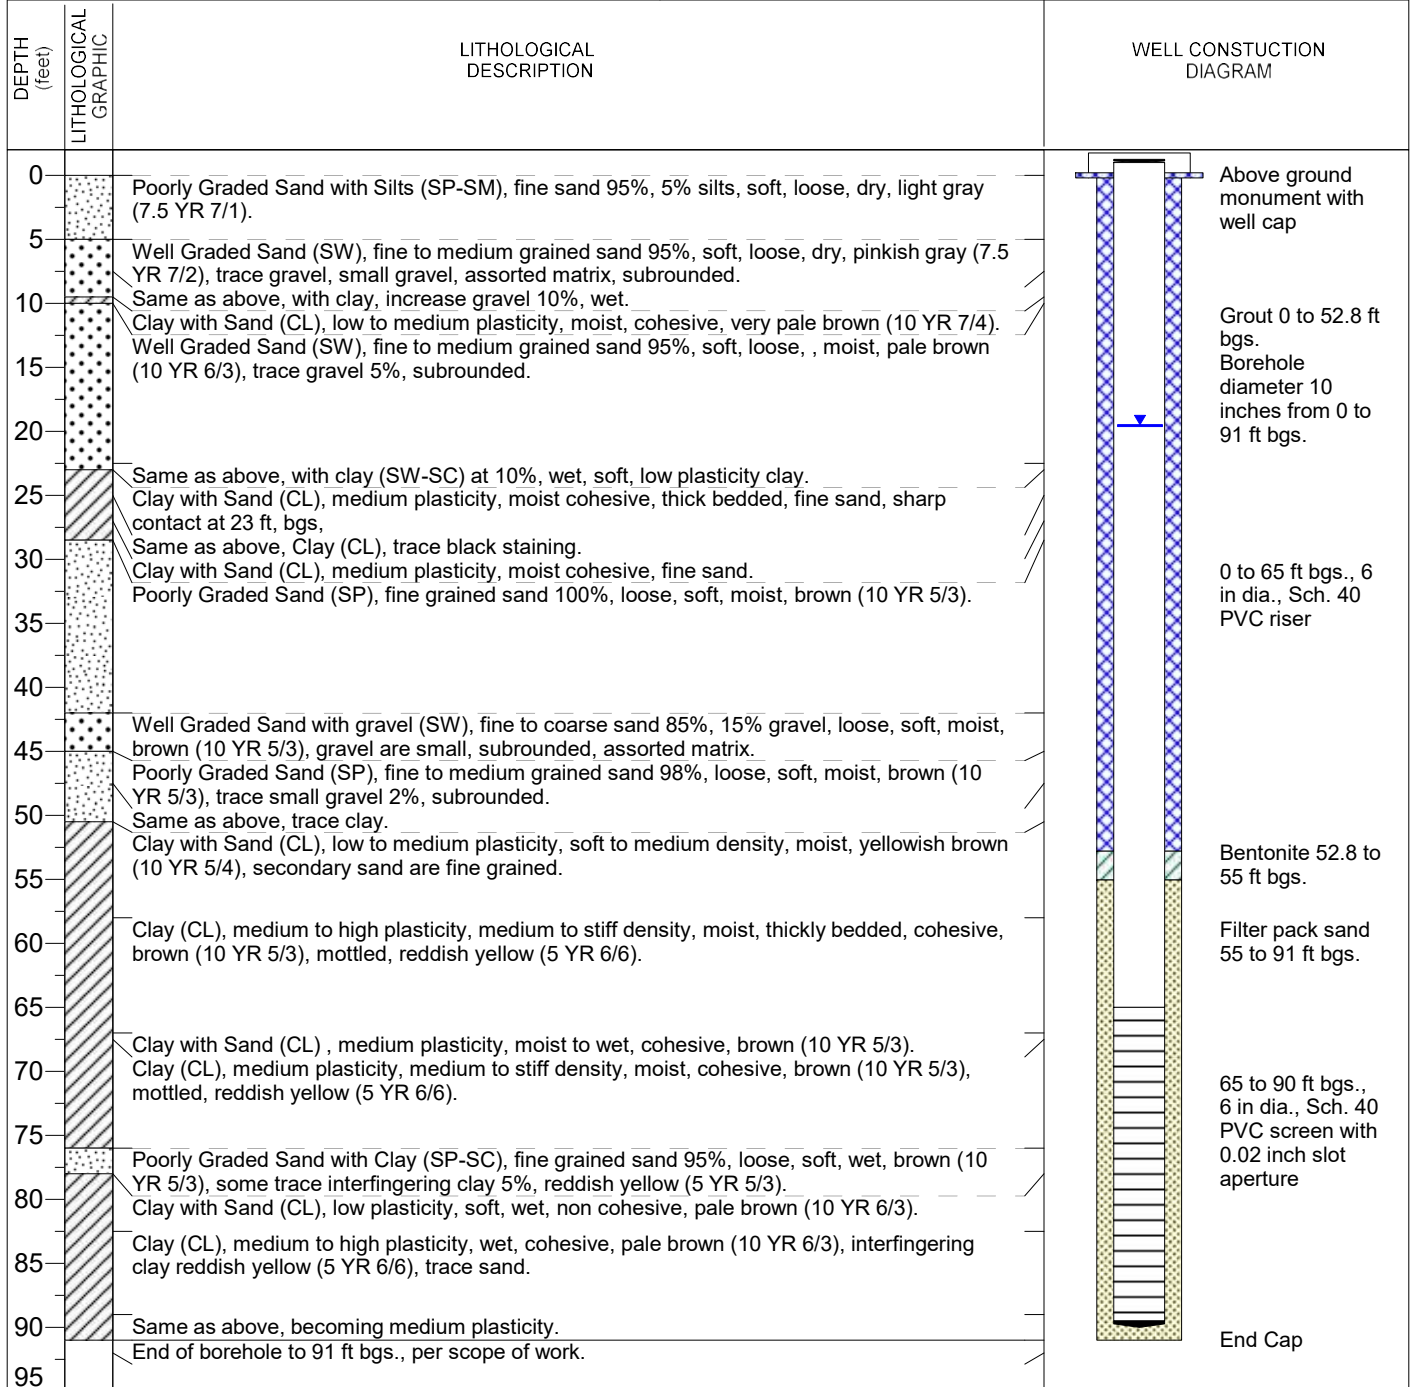 DEPTH
(feet)
LITHOLOGICAL
GRAPHIC
LITHOLOGICAL
DESCRIPTION
WELL CONSTUCTION
DIAGRAM
0
5
10
15
20
25
30
35
40
45
50
55
60
65
70
75
80
85
90
95
Poorly Graded Sand with Silts (SP-SM), fine sand 95%, 5% silts, soft, loose, dry, light gray
(7.5 YR 7/1).
Well Graded Sand (SW), fine to medium grained sand 95%, soft, loose, dry, pinkish gray (7.5
YR 7/2), trace gravel, small gravel, assorted matrix, subrounded.
Same as above, with clay, increase gravel 10%, wet.
Clay with Sand (CL), low to medium plasticity, moist, cohesive, very pale brown (10 YR 7/4).
Well Graded Sand (SW), fine to medium grained sand 95%, soft, loose, , moist, pale brown
(10 YR 6/3), trace gravel 5%, subrounded.
Same as above, with clay (SW-SC) at 10%, wet, soft, low plasticity clay.
Clay with Sand (CL), medium plasticity, moist cohesive, thick bedded, fine sand, sharp
contact at 23 ft, bgs,
Same as above, Clay (CL), trace black staining.
Clay with Sand (CL), medium plasticity, moist cohesive, fine sand.
Poorly Graded Sand (SP), fine grained sand 100%, loose, soft, moist, brown (10 YR 5/3).
Well Graded Sand with gravel (SW), fine to coarse sand 85%, 15% gravel, loose, soft, moist,
brown (10 YR 5/3), gravel are small, subrounded, assorted matrix.
Poorly Graded Sand (SP), fine to medium grained sand 98%, loose, soft, moist, brown (10
YR 5/3), trace small gravel 2%, subrounded.
Same as above, trace clay.
Clay with Sand (CL), low to medium plasticity, soft to medium density, moist, yellowish brown
(10 YR 5/4), secondary sand are fine grained.
Clay (CL), medium to high plasticity, medium to stiff density, moist, thickly bedded, cohesive,
brown (10 YR 5/3), mottled, reddish yellow (5 YR 6/6).
Clay with Sand (CL) , medium plasticity, moist to wet, cohesive, brown (10 YR 5/3).
Clay (CL), medium plasticity, medium to stiff density, moist, cohesive, brown (10 YR 5/3),
mottled, reddish yellow (5 YR 6/6).
Poorly Graded Sand with Clay (SP-SC), fine grained sand 95%, loose, soft, wet, brown (10
YR 5/3), some trace interfingering clay 5%, reddish yellow (5 YR 5/3).
Clay with Sand (CL), low plasticity, soft, wet, non cohesive, pale brown (10 YR 6/3).
Clay (CL), medium to high plasticity, wet, cohesive, pale brown (10 YR 6/3), interfingering
clay reddish yellow (5 YR 6/6), trace sand.
Same as above, becoming medium plasticity.
End of borehole to 91 ft bgs., per scope of work.
Above ground
monument with
well cap
Grout 0 to 52.8 ft
bgs.
Borehole
diameter 10
inches from 0 to
91 ft bgs.
0 to 65 ft bgs., 6
in dia., Sch. 40
PVC riser
Bentonite 52.8 to
55 ft bgs.
Filter pack sand
55 to 91 ft bgs.
65 to 90 ft bgs.,
6 in dia., Sch. 40
PVC screen with
0.02 inch slot
aperture
End Cap